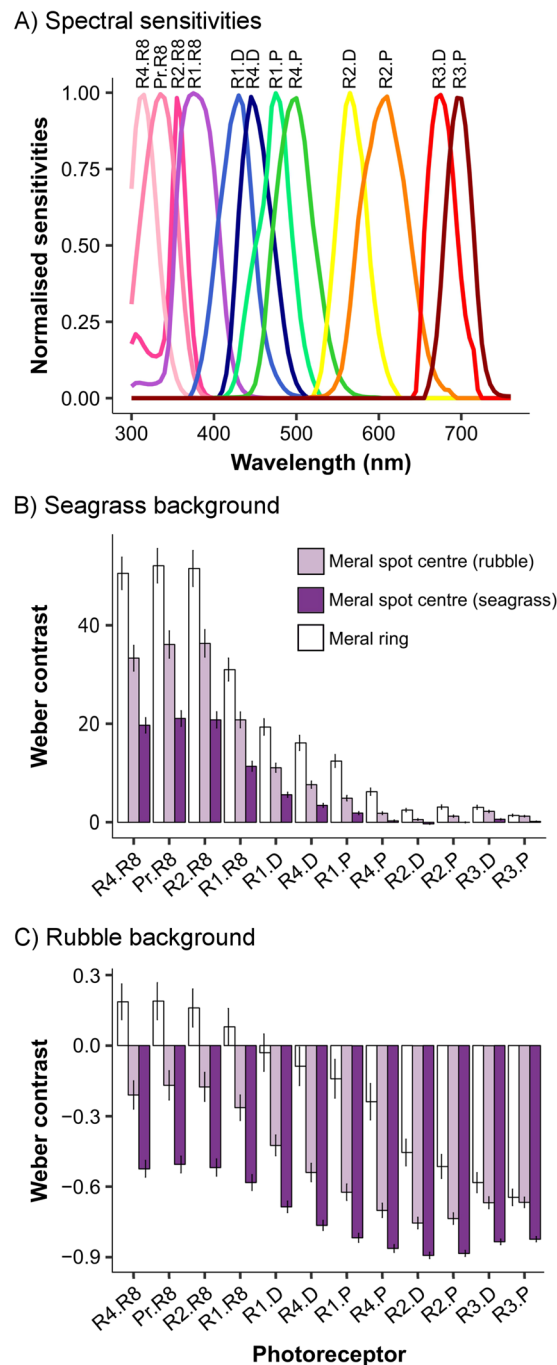 A) Spectral sensitivities
R4.R8
Pr.R8
R2.R8
R1.R8
R1.D
R4.D
R1.P
R4.P
R2.D
R2.P
R3.D
R3.P
1.00
0.75
0.50
0.25
0.00
Normalised sensitivities
300
400
500
600
700
Wavelength (nm)
B) Seagrass background
Meral spot centre (rubble)
Meral spot centre (seagrass)
Meral ring
40
20
0
Weber contrast
R4.R8
Pr.R8
R2.R8
R1.R8
R1.D
R4.D
R1.P
R4.P
R2.D
R2.P
R3.D
R3.P
C) Rubble background
0.3
0.0
−0.3
−0.6
−0.9
Weber contrast
R4.R8
Pr.R8
R2.R8
R1.R8
R1.D
R4.D
R1.P
R4.P
R2.D
R2.P
R3.D
R3.P
Photoreceptor